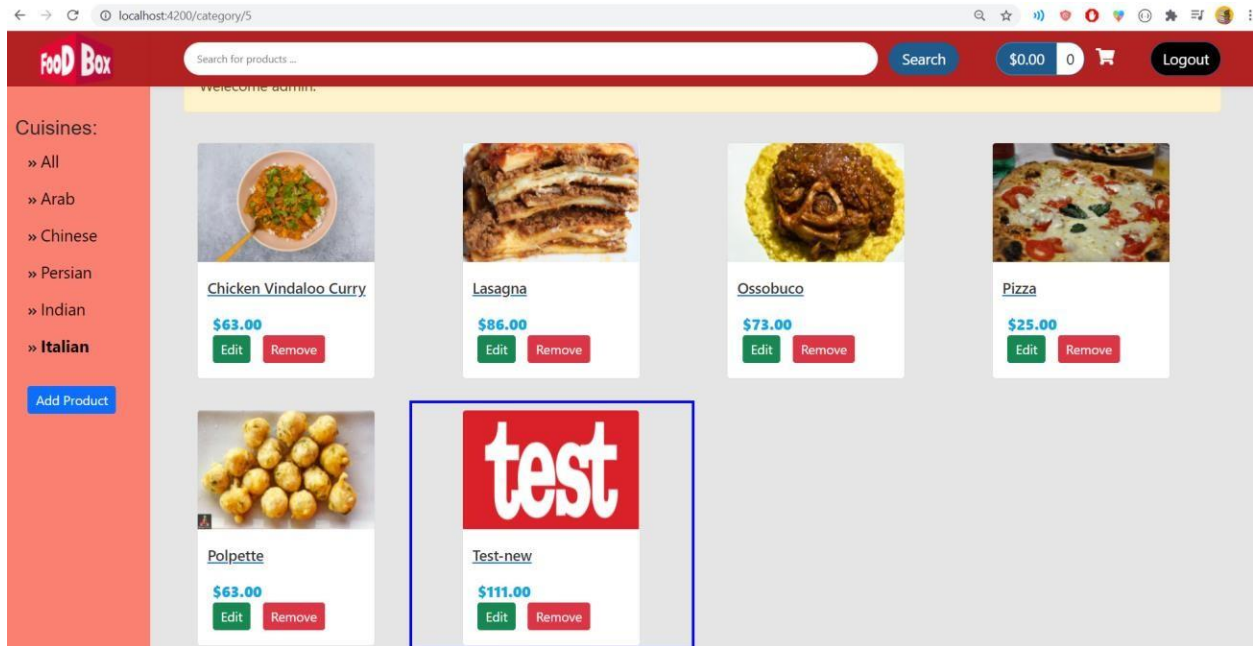 localhost:4200/category/5
FooD Box
Search for products ...
Search
$0.00 0
Logout
Welecome admin.
Cuisines:
» All
» Arab
» Chinese
» Persian
» Indian
» Italian
Add Product
Chicken Vindaloo Curry
$63.00
Edit Remove
Lasagna
$86.00
Edit Remove
Ossobuco
$73.00
Edit Remove
Pizza
$25.00
Edit Remove
Polpette
$63.00
Edit Remove
test
Test-new
$111.00
Edit Remove